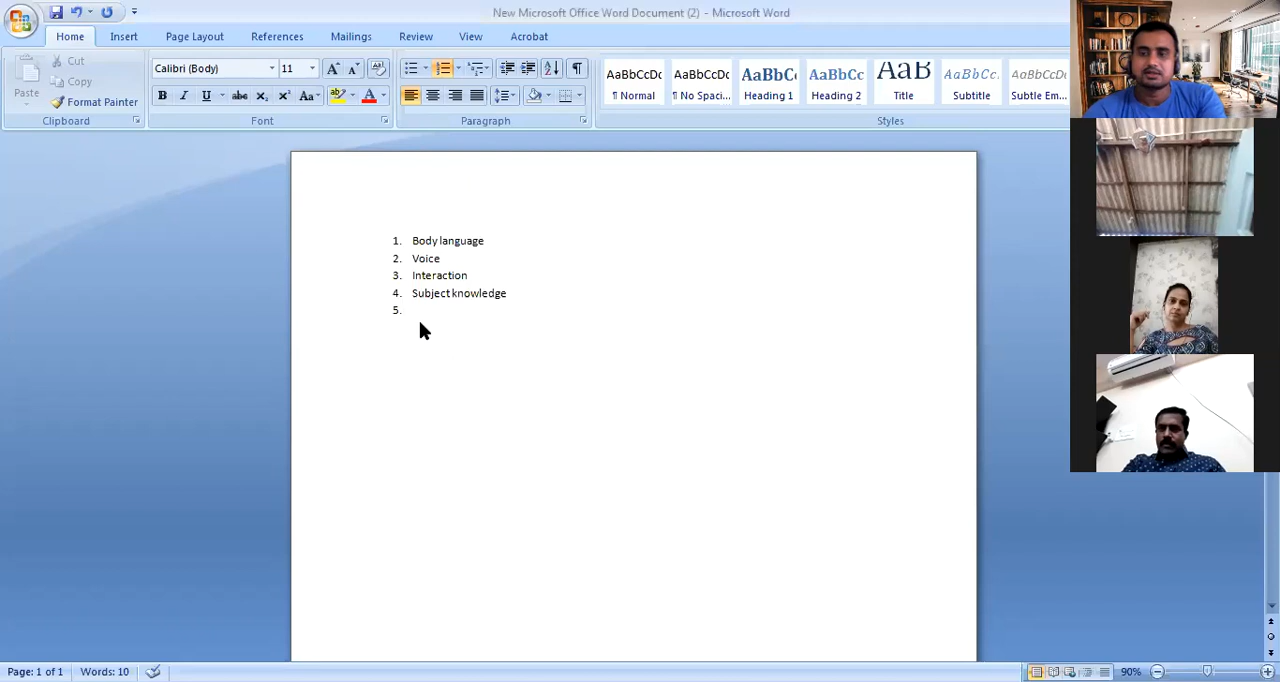 New Microsoft Office Word Document (2) - Microsoft Word
Home Insert Page Layout References Mailings Review View Acrobat
Paste
Cut
Copy
Format Painter
Clipboard
Calibri (Body) 11
Font
Paragraph
AaBbCcDc AaBbCcDc AaBbC AaBbCc AaB AaBbCc. AaBbCcDc
¶ Normal ¶ No Spaci... Heading 1 Heading 2 Title Subtitle Subtle Em...
Styles
1. Body language
2. Voice
3. Interaction
4. Subject knowledge
5.
Page: 1 of 1 Words: 10 90%